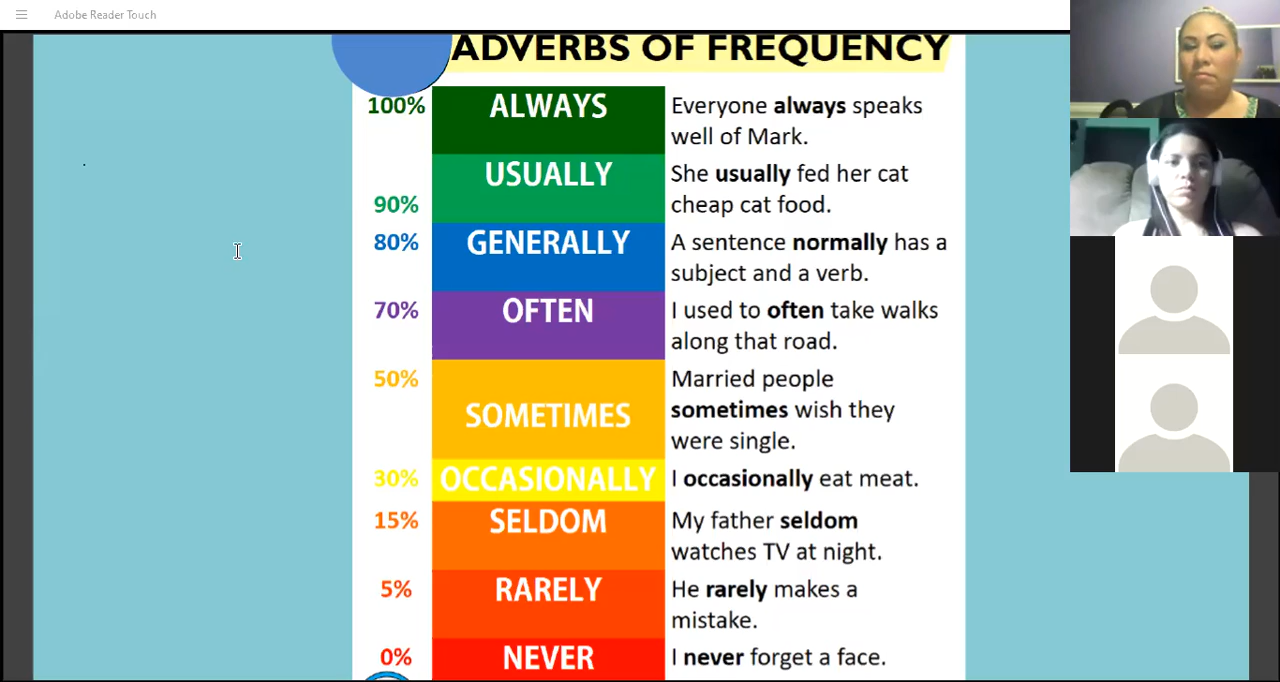 Adobe Reader Touch
ADVERBS OF FREQUENCY
100% ALWAYS Everyone always speaks
well of Mark.
USUALLY She usually fed her cat
90% cheap cat food.
80% GENERALLY A sentence normally has a
subject and a verb.
70% OFTEN I used to often take walks
along that road.
50% Married people
SOMETIMES sometimes wish they
were single.
30% OCCASIONALLY I occasionally eat meat.
15% SELDOM My father seldom
watches TV at night.
5% RARELY He rarely makes a
mistake.
0% NEVER I never forget a face.